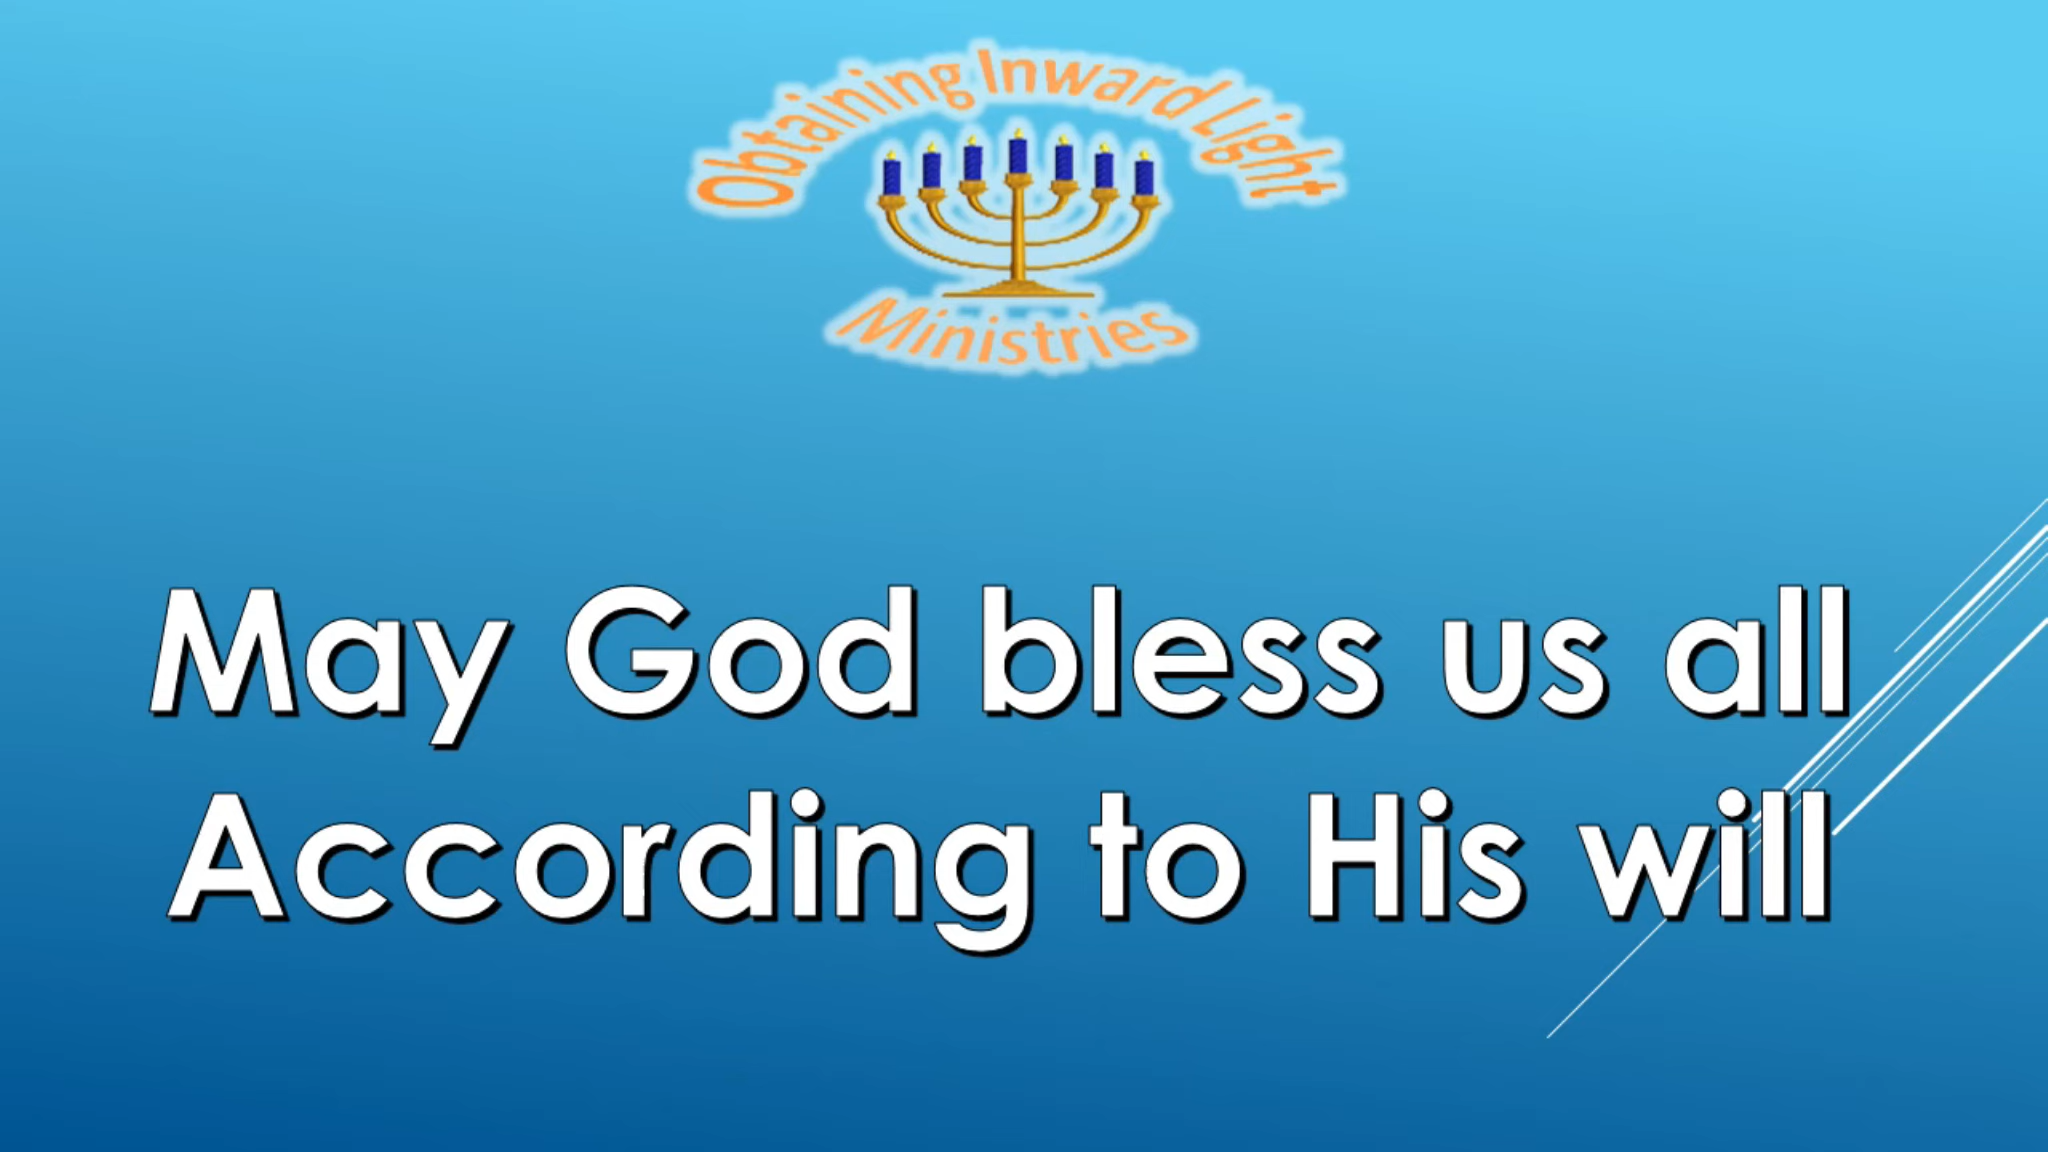 Obtaining Inward Light
Ministries
May God bless us all
According to His will